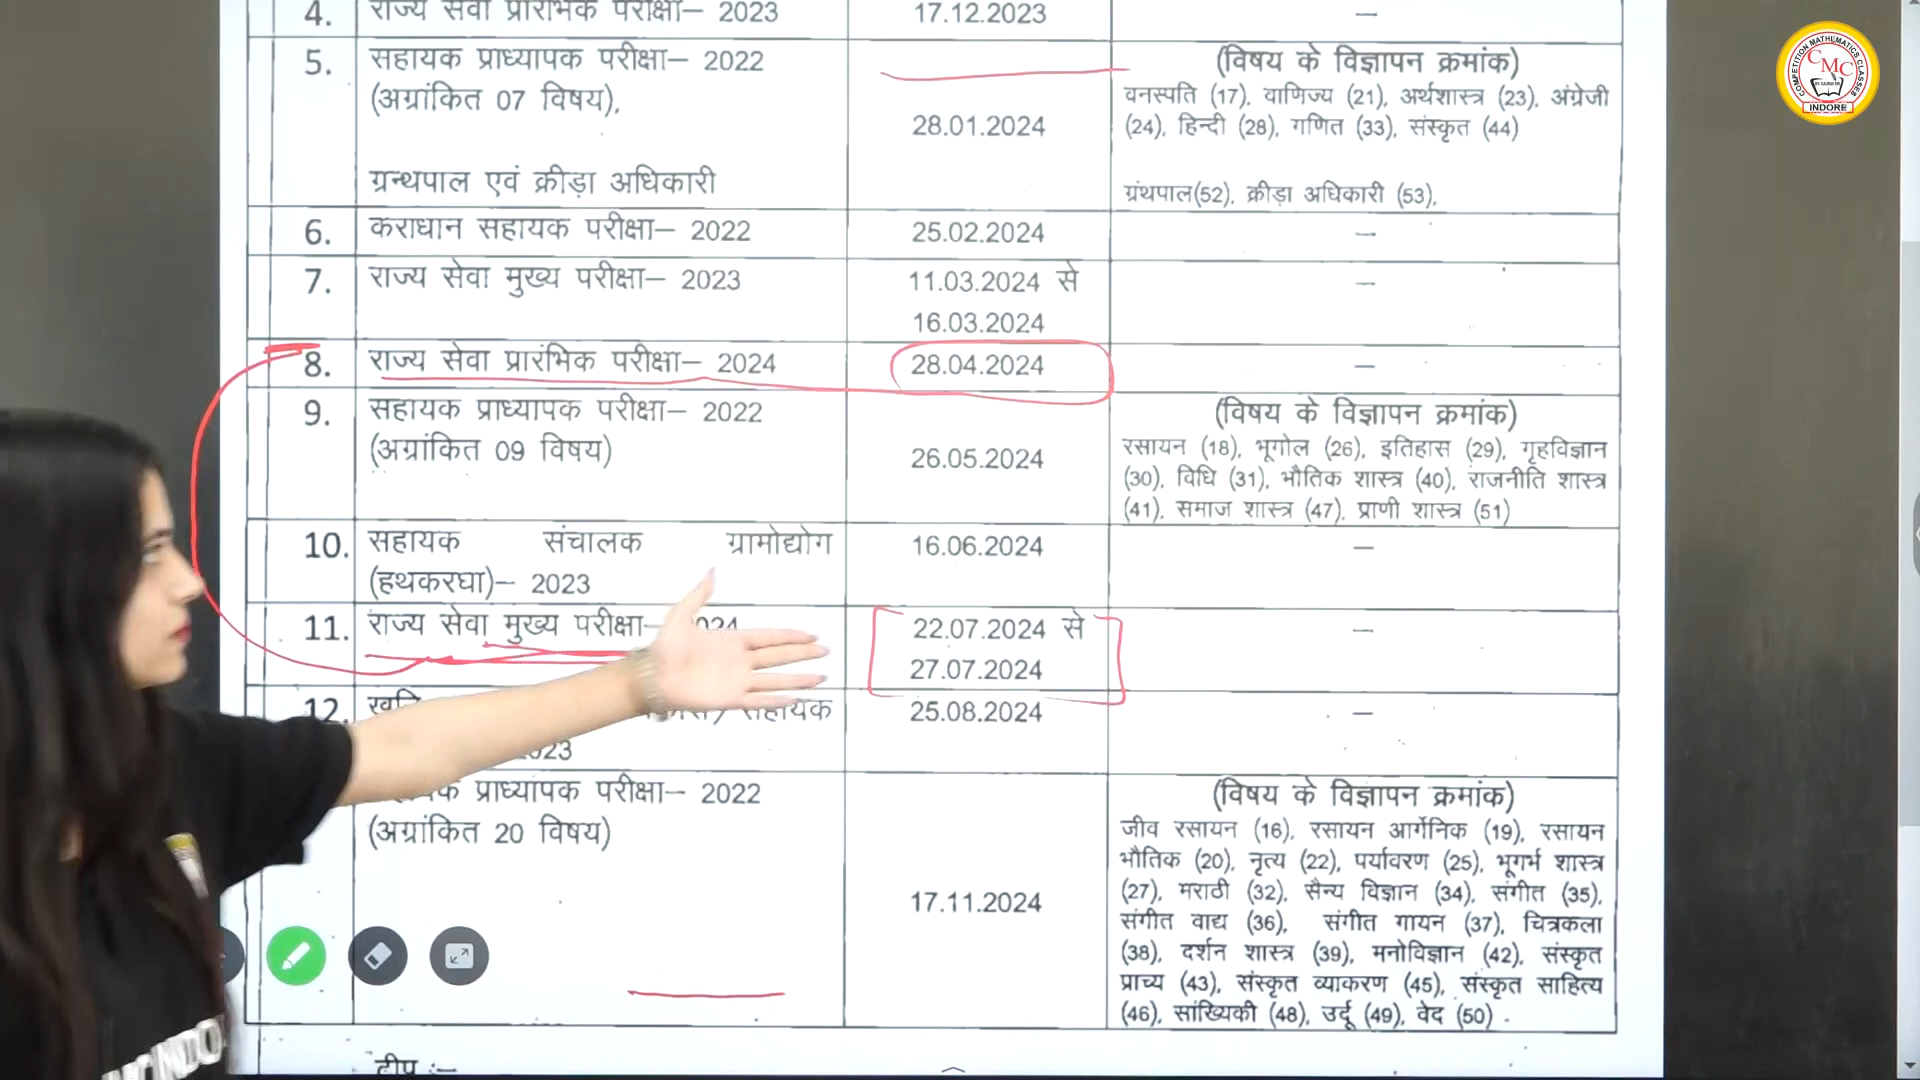 4. राज्य सेवा प्रारंभिक परीक्षा– 2023 17.12.2023 –
5. सहायक प्राध्यापक परीक्षा– 2022 (विषय के विज्ञापन क्रमांक)
(अग्रांकित 07 विषय), वनस्पति (17), वाणिज्य (21), अर्थशास्त्र (23), अंग्रेजी
28.01.2024 (24), हिन्दी (28), गणित (33), संस्कृत (44)
ग्रन्थपाल एवं क्रीड़ा अधिकारी ग्रंथपाल(52), क्रीड़ा अधिकारी (53),
6. कराधान सहायक परीक्षा– 2022 25.02.2024 –
7. राज्य सेवा मुख्य परीक्षा– 2023 11.03.2024 से –
16.03.2024
8. राज्य सेवा प्रारंभिक परीक्षा– 2024 28.04.2024 –
9. सहायक प्राध्यापक परीक्षा– 2022 (विषय के विज्ञापन क्रमांक)
(अग्रांकित 09 विषय) 26.05.2024 रसायन (18), भूगोल (26), इतिहास (29), गृहविज्ञान
(30), विधि (31), भौतिक शास्त्र (40), राजनीति शास्त्र
(41), समाज शास्त्र (47), प्राणी शास्त्र (51)
10. सहायक संचालक ग्रामोद्योग 16.06.2024 –
(हथकरघा)– 2023
11. राज्य सेवा मुख्य परीक्षा– 2024 22.07.2024 से –
27.07.2024
12. सहायक 25.08.2024 –
प्राध्यापक परीक्षा– 2022 (विषय के विज्ञापन क्रमांक)
(अग्रांकित 20 विषय) जीव रसायन (16), रसायन आर्गेनिक (19), रसायन
भौतिक (20), नृत्य (22), पर्यावरण (25), भूगर्भ शास्त्र
17.11.2024 (27), मराठी (32), सैन्य विज्ञान (34), संगीत (35),
संगीत वाद्य (36), संगीत गायन (37), चित्रकला
(38), दर्शन शास्त्र (39), मनोविज्ञान (42), संस्कृत
प्राच्य (43), संस्कृत व्याकरण (45), संस्कृत साहित्य
(46), सांख्यिकी (48), उर्दू (49), वेद (50) .
टीप :–
COMPETITION MATHEMATICS CLASSES
CMC
INDORE